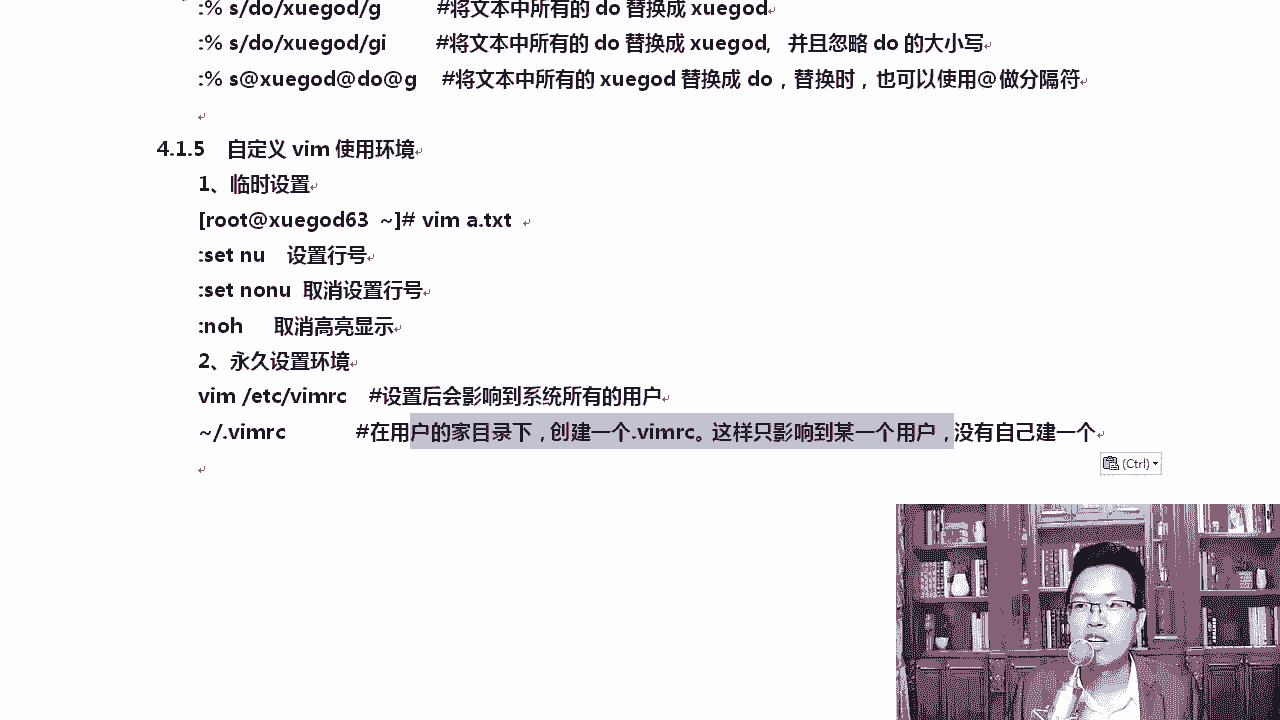 :% s/do/xuegod/g #将文本中所有的 do 替换成 xuegod
:% s/do/xuegod/gi #将文本中所有的 do 替换成 xuegod, 并且忽略 do 的大小写
:% s@xuegod@do@g #将文本中所有的 xuegod 替换成 do，替换时，也可以使用@做分隔符
4.1.5 自定义 vim 使用环境
1、临时设置
[root@xuegod63 ~]# vim a.txt
:set nu 设置行号
:set nonu 取消设置行号
:noh 取消高亮显示
2、永久设置环境
vim /etc/vimrc #设置后会影响到系统所有的用户
~/.vimrc #在用户的家目录下，创建一个.vimrc。这样只影响到某一个用户，没有自己建一个
(Ctrl)